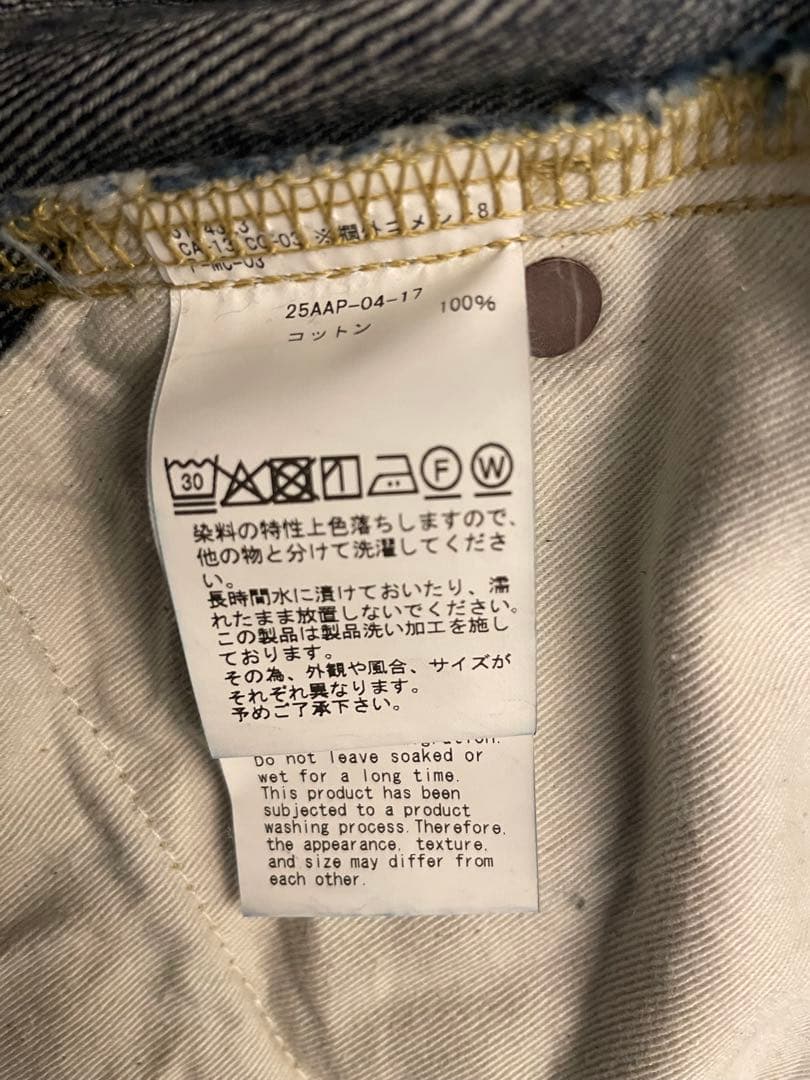 25AAP-04-17
コットン 100%
30
F W
染料の特性上色落ちしますので、
他の物と分けて洗濯してくださ
い。
長時間水に漬けておいたり、濡
れたまま放置しないでください。
この製品は製品洗い加工を施し
ております。
その為、外観や風合、サイズが
それぞれ異なります。
予めご了承下さい。
Do not leave soaked or
wet for a long time.
This product has been
subjected to a product
washing process. Therefore,
the appearance, texture,
and size may differ from
each other.